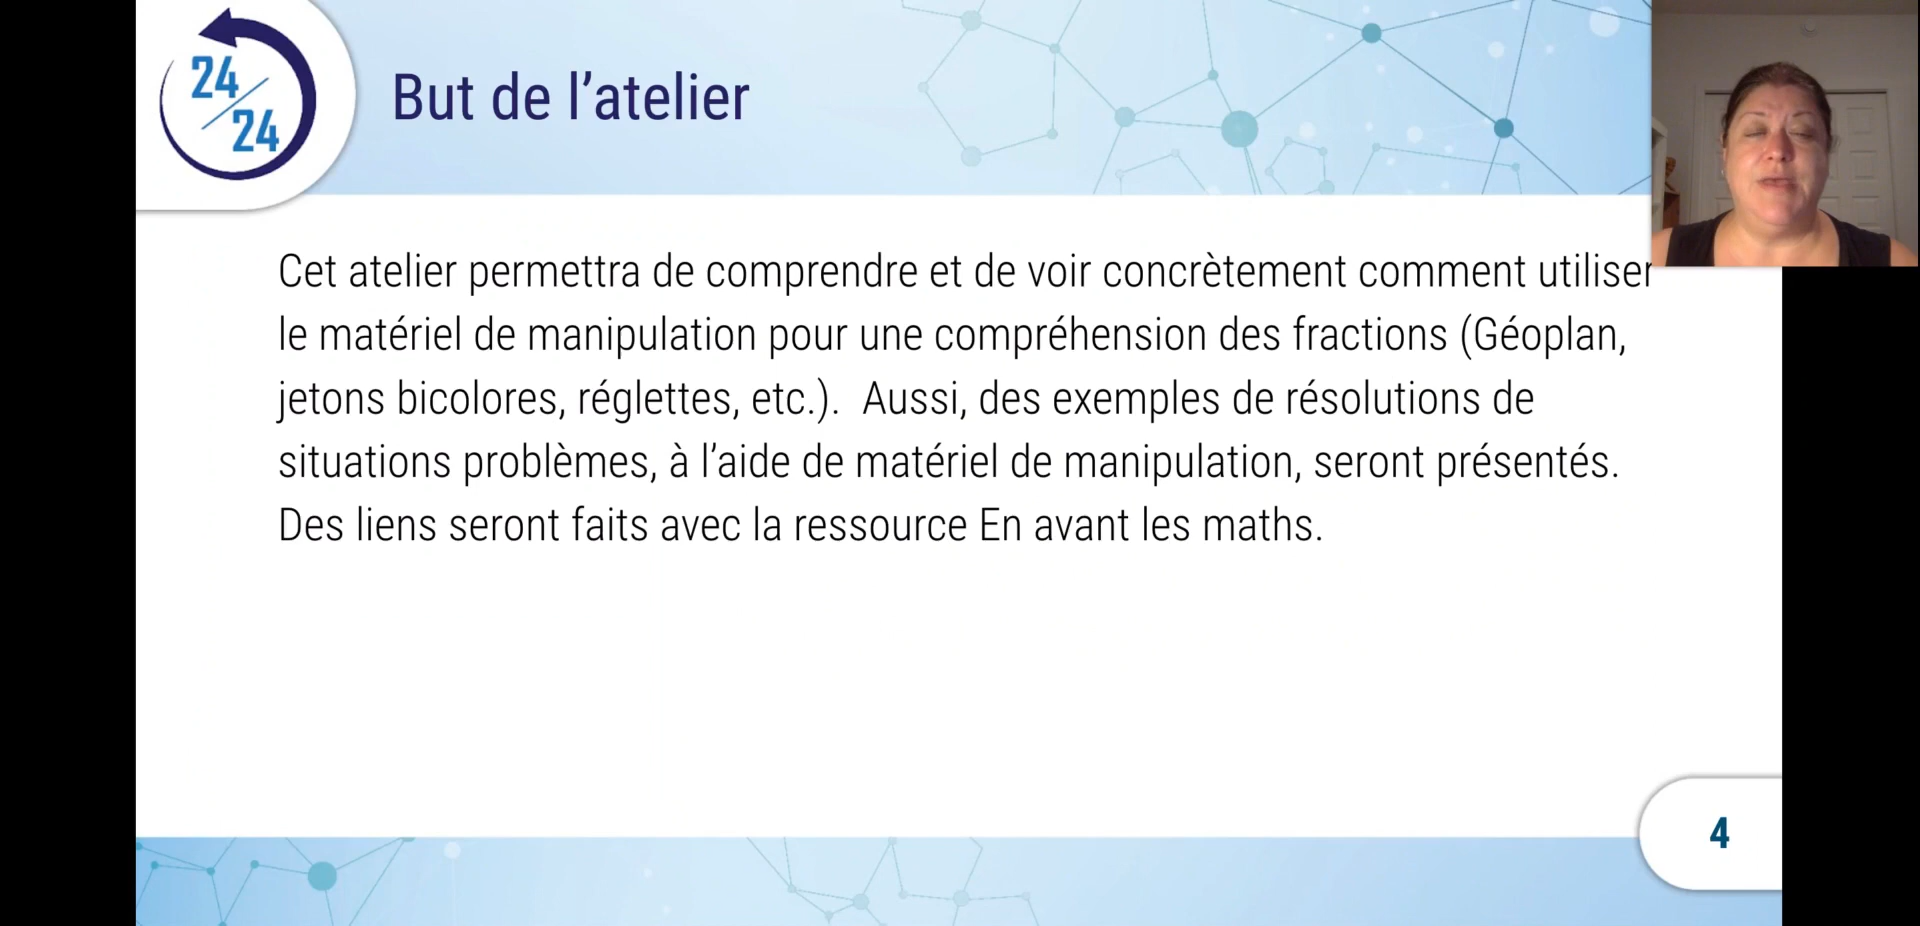 24
24
But de l’atelier
Cet atelier permettra de comprendre et de voir concrètement comment utiliser
le matériel de manipulation pour une compréhension des fractions (Géoplan,
jetons bicolores, réglettes, etc.).  Aussi, des exemples de résolutions de
situations problèmes, à l’aide de matériel de manipulation, seront présentés.
Des liens seront faits avec la ressource En avant les maths.
4